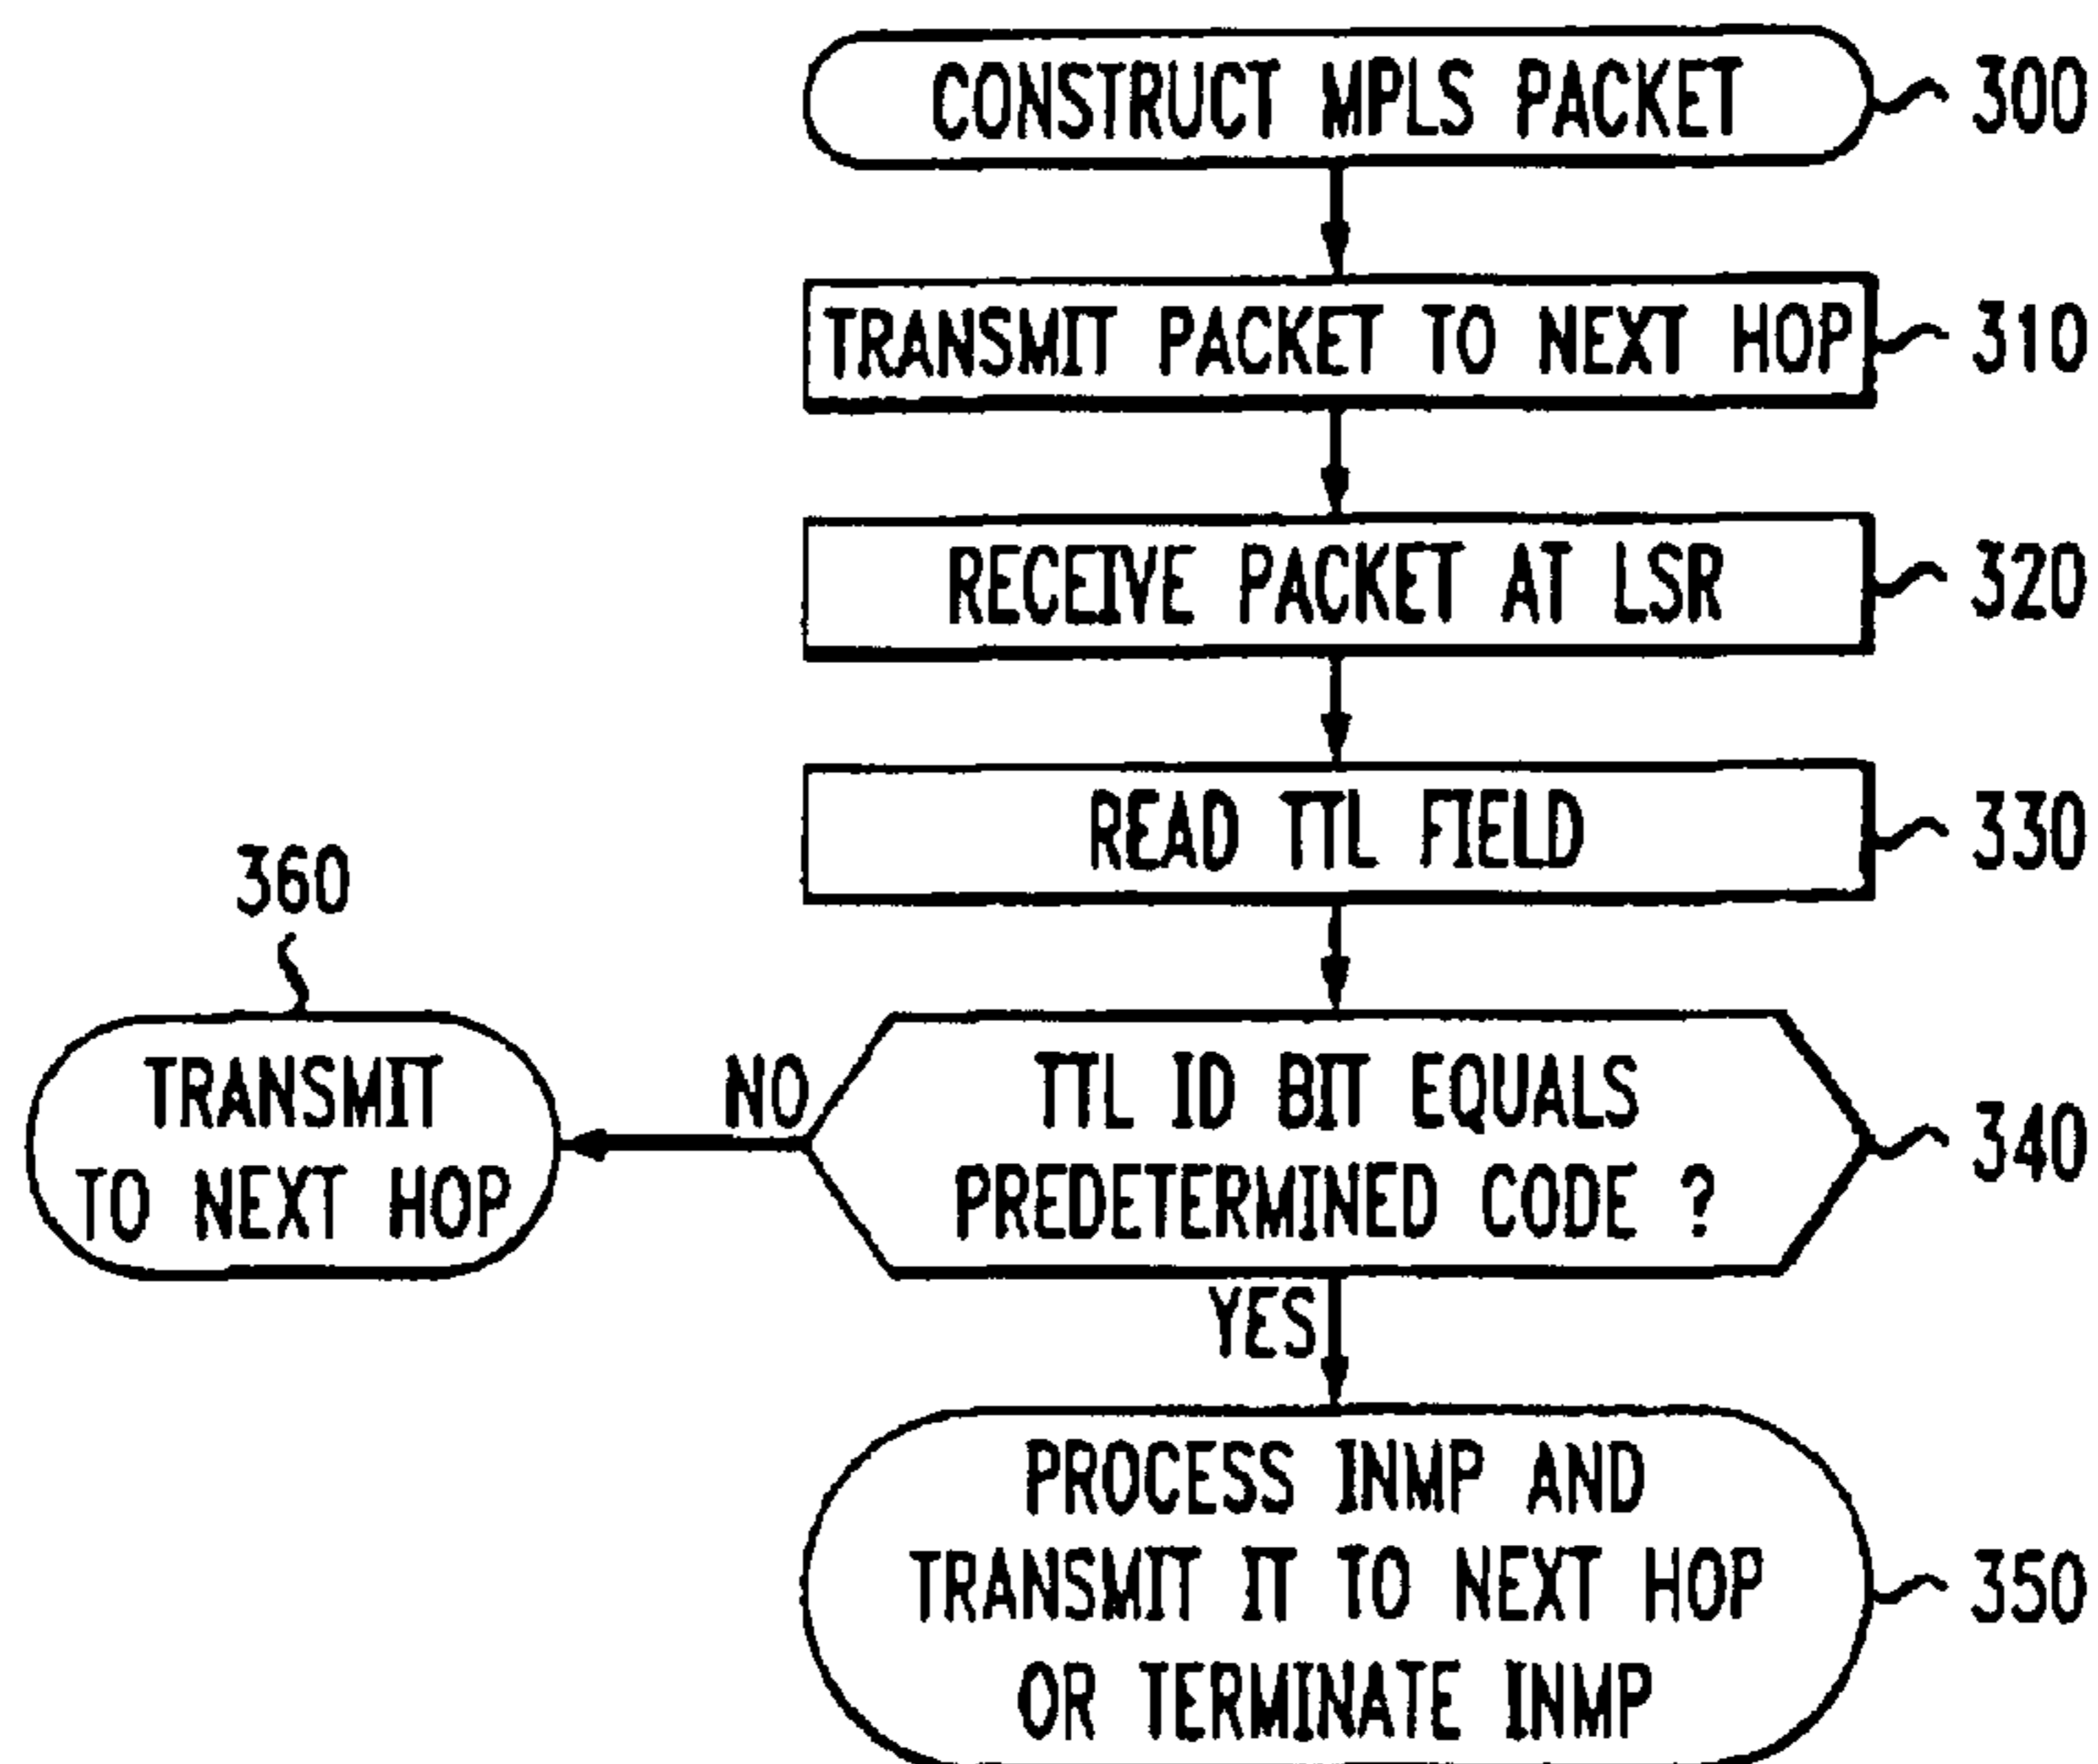 CONSTRUCT MPLS PACKET
300
TRANSMIT PACKET TO NEXT HOP
310
RECEIVE PACKET AT LSR
320
READ TTL FIELD
330
360
TRANSMIT
TO NEXT HOP
NO
TTL ID BIT EQUALS
PREDETERMINED CODE ?
340
YES
PROCESS INMP AND
TRANSMIT IT TO NEXT HOP
OR TERMINATE INMP
350